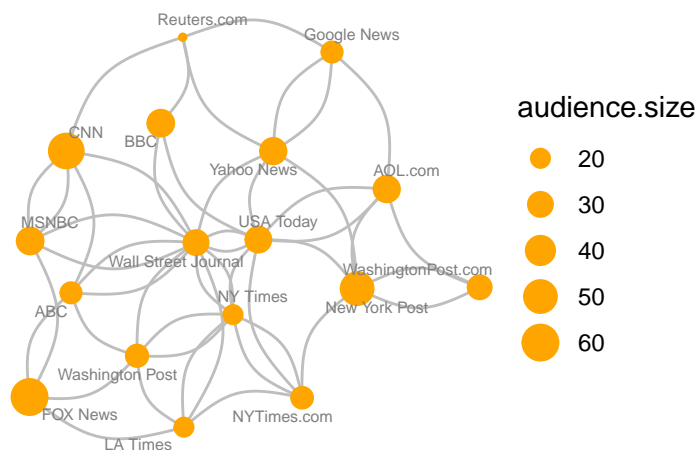 Reuters.com
Google News
CNN
BBC
Yahoo News
AOL.com
MSNBC
USA Today
Wall Street Journal
WashingtonPost.com
NY Times
New York Post
ABC
Washington Post
FOX News
NYTimes.com
LA Times
audience.size
20
30
40
50
60